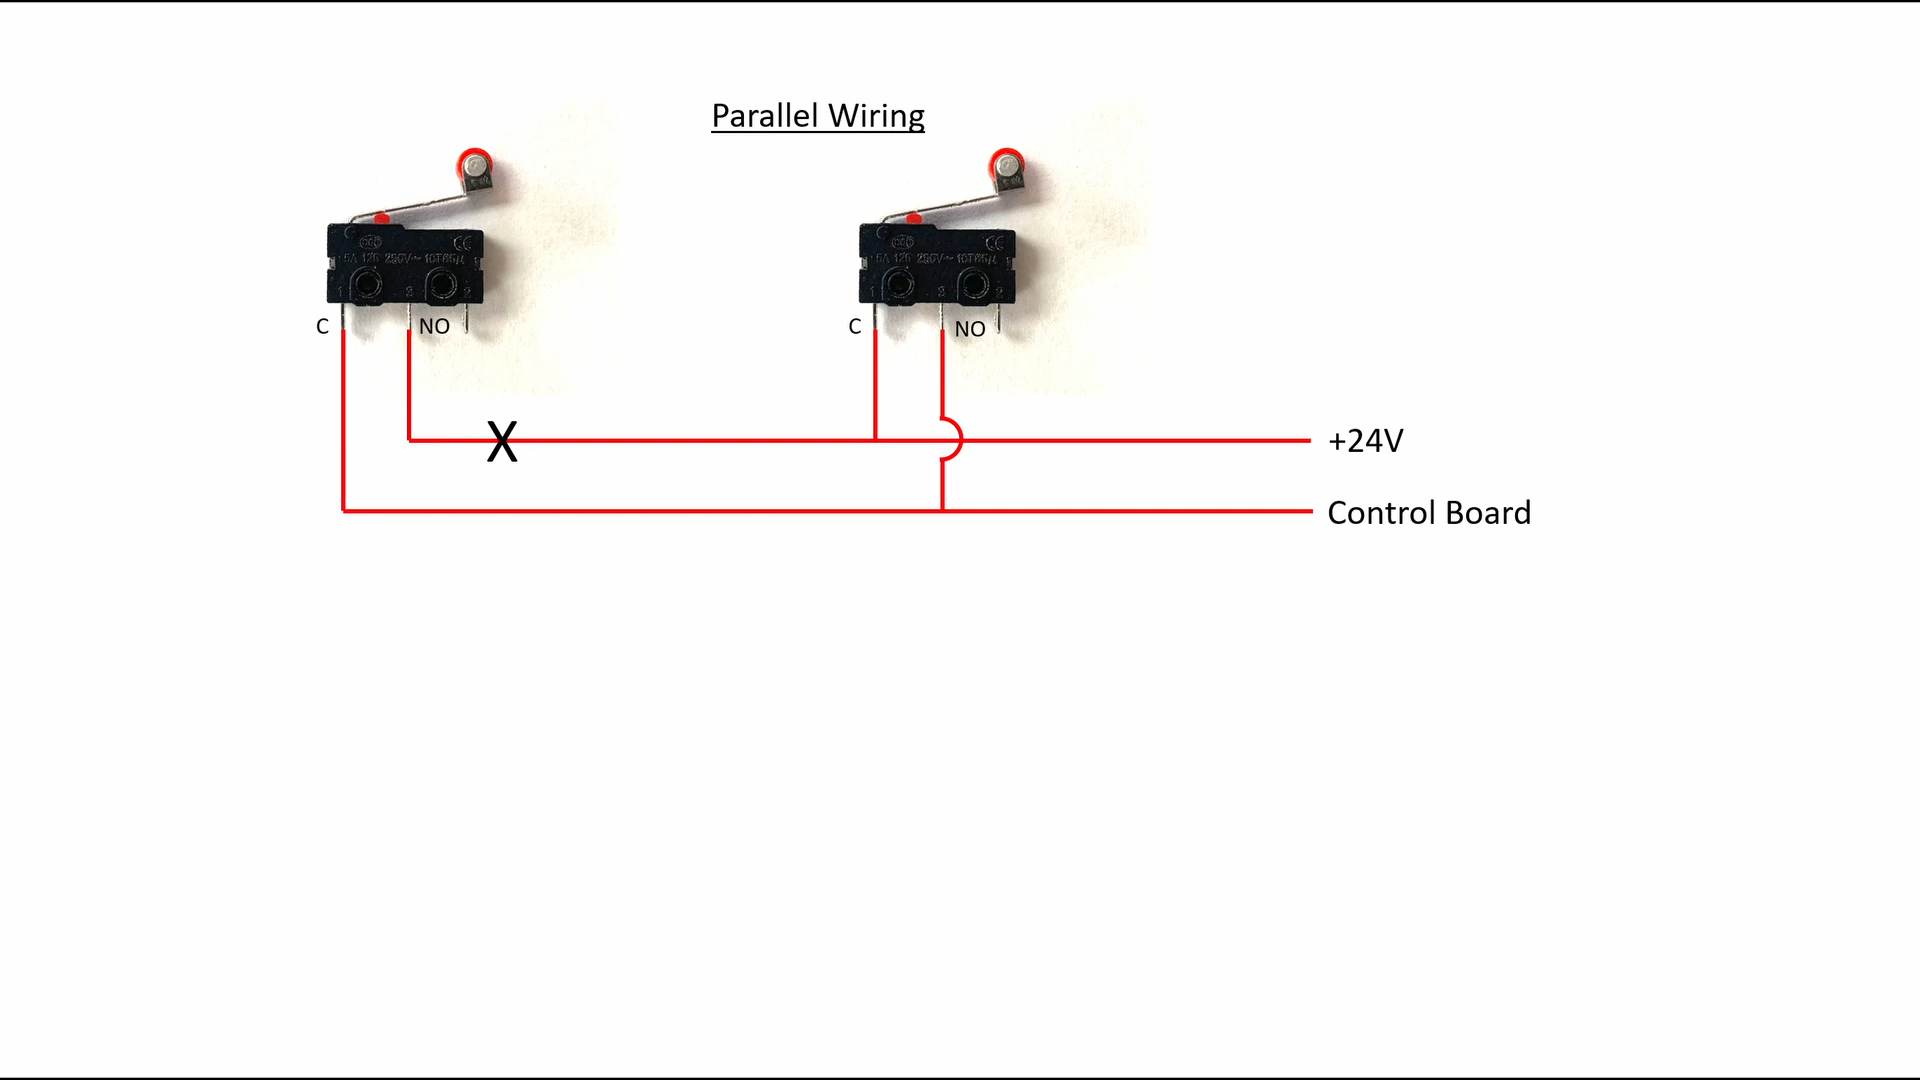 Parallel Wiring
C
NO
C
NO
X
+24V
Control Board